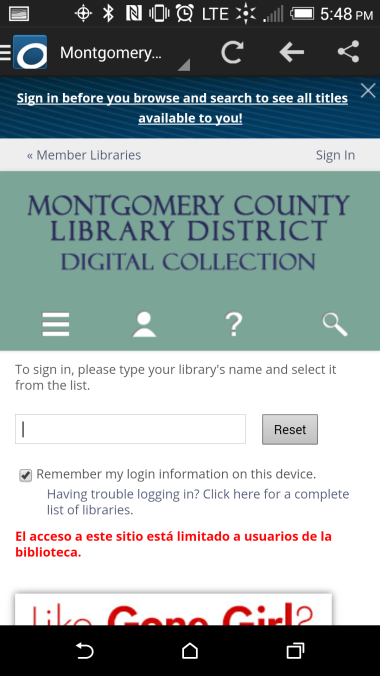 LTE 5:48 PM
Montgomery...
Sign in before you browse and search to see all titles
available to you!
« Member Libraries Sign In
MONTGOMERY COUNTY
LIBRARY DISTRICT
DIGITAL COLLECTION
?
To sign in, please type your library's name and select it
from the list.
Reset
Remember my login information on this device.
Having trouble logging in? Click here for a complete
list of libraries.
El acceso a este sitio está limitado a usuarios de la
biblioteca.
Like Gone Girl?